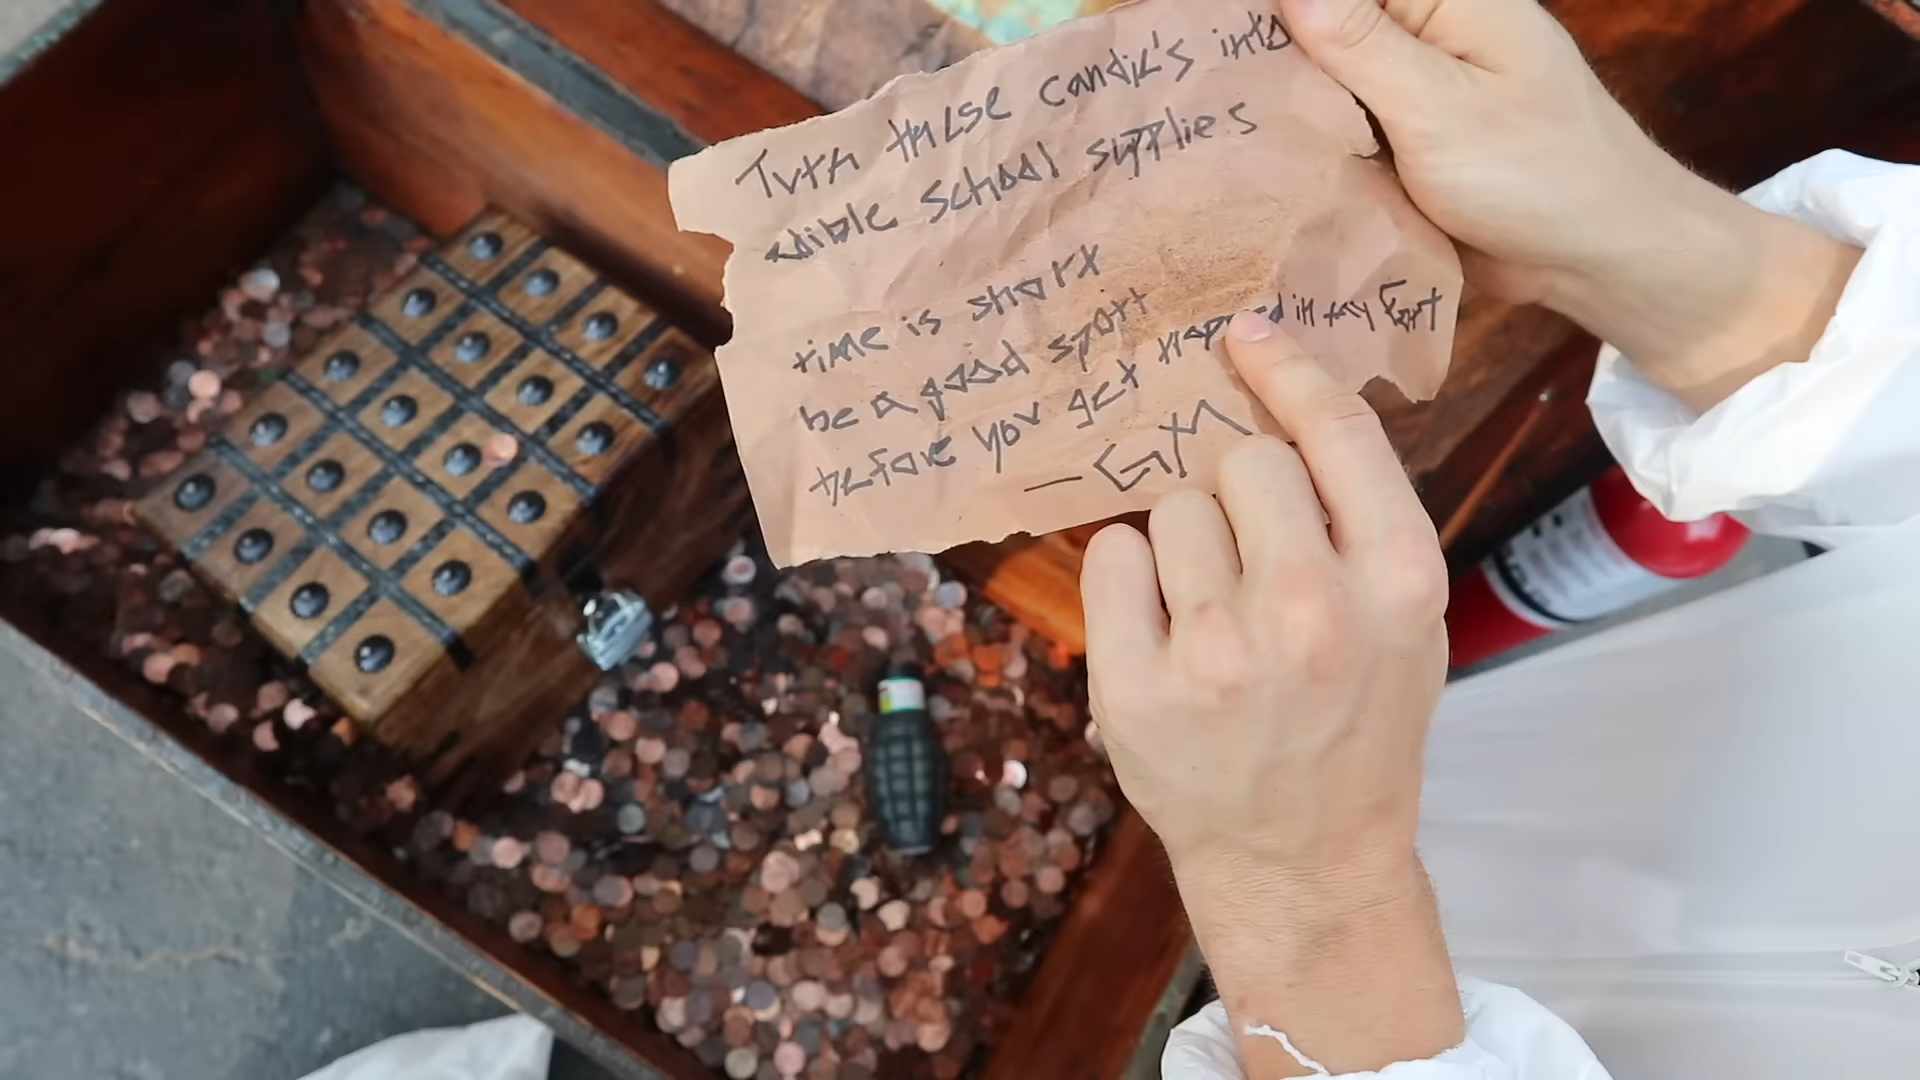 Turn these candie's into
edible school supplies
time is short
be a good sport
before you get trapped in my fort
— GM